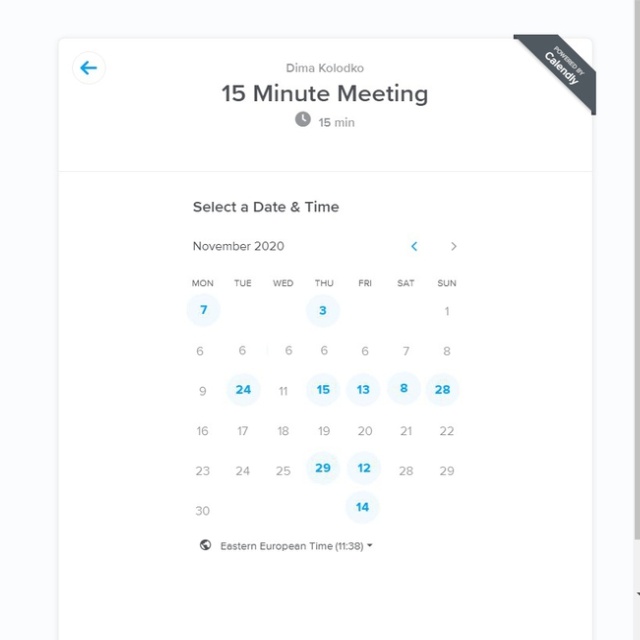 POWERED BY
Calendly
Dima Kolodko
15 Minute Meeting
15 min
Select a Date & Time
November 2020
MON TUE WED THU FRI SAT SUN
7 3 1
6 6 6 6 6 7 8
9 24 11 15 13 8 28
16 17 18 19 20 21 22
23 24 25 29 12 28 29
30 14
Eastern European Time (11:38)